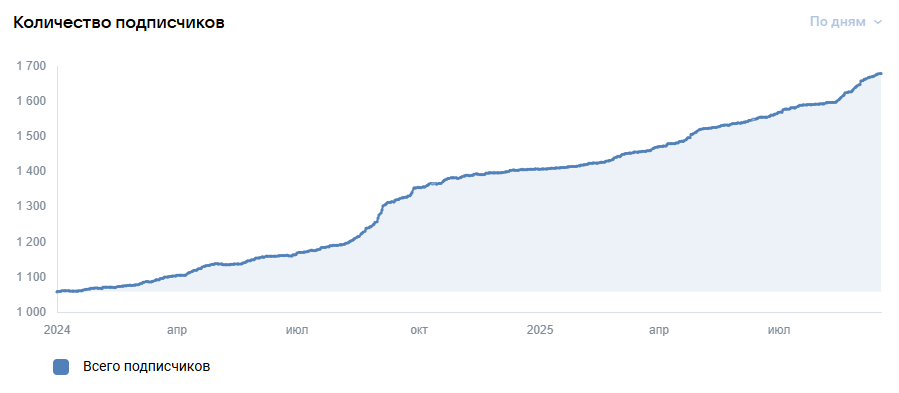 Количество подписчиков
По дням
1 700
1 600
1 500
1 400
1 300
1 200
1 100
1 000
2024 апр июл окт 2025 апр июл
Всего подписчиков